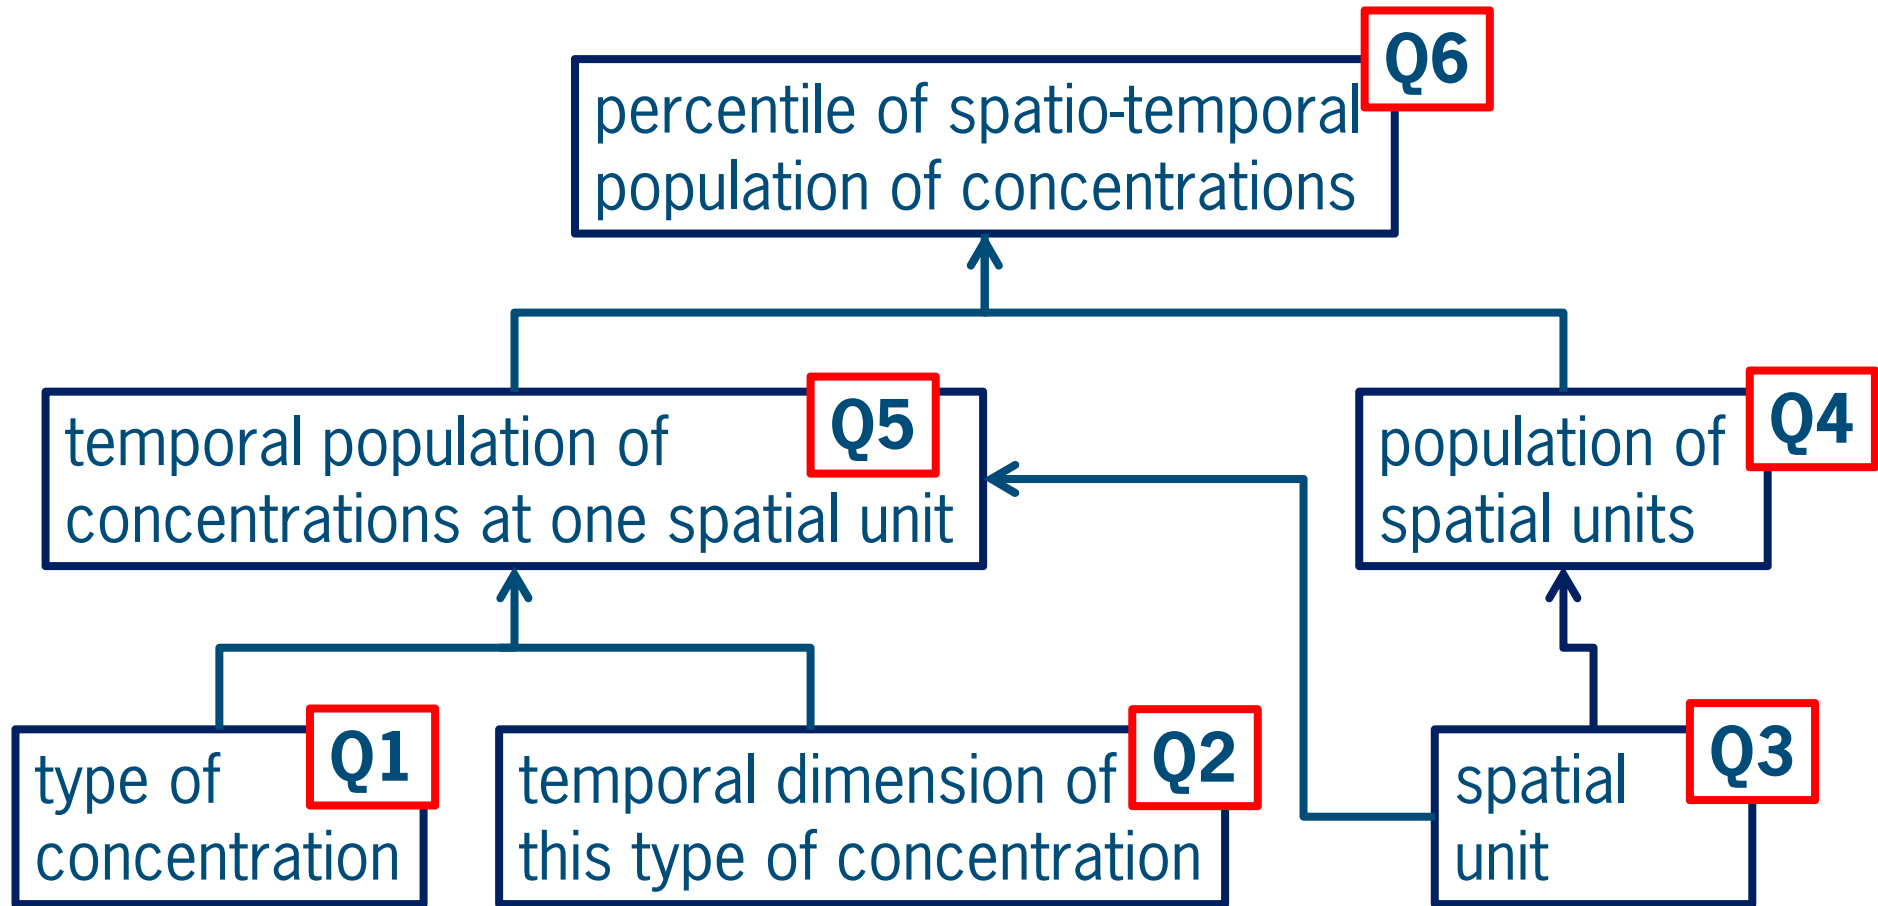 Q6
percentile of spatio-temporal
population of concentrations
Q5
temporal population of
concentrations at one spatial unit
Q4
population of
spatial units
Q1
type of
concentration
Q2
temporal dimension of
this type of concentration
Q3
spatial
unit